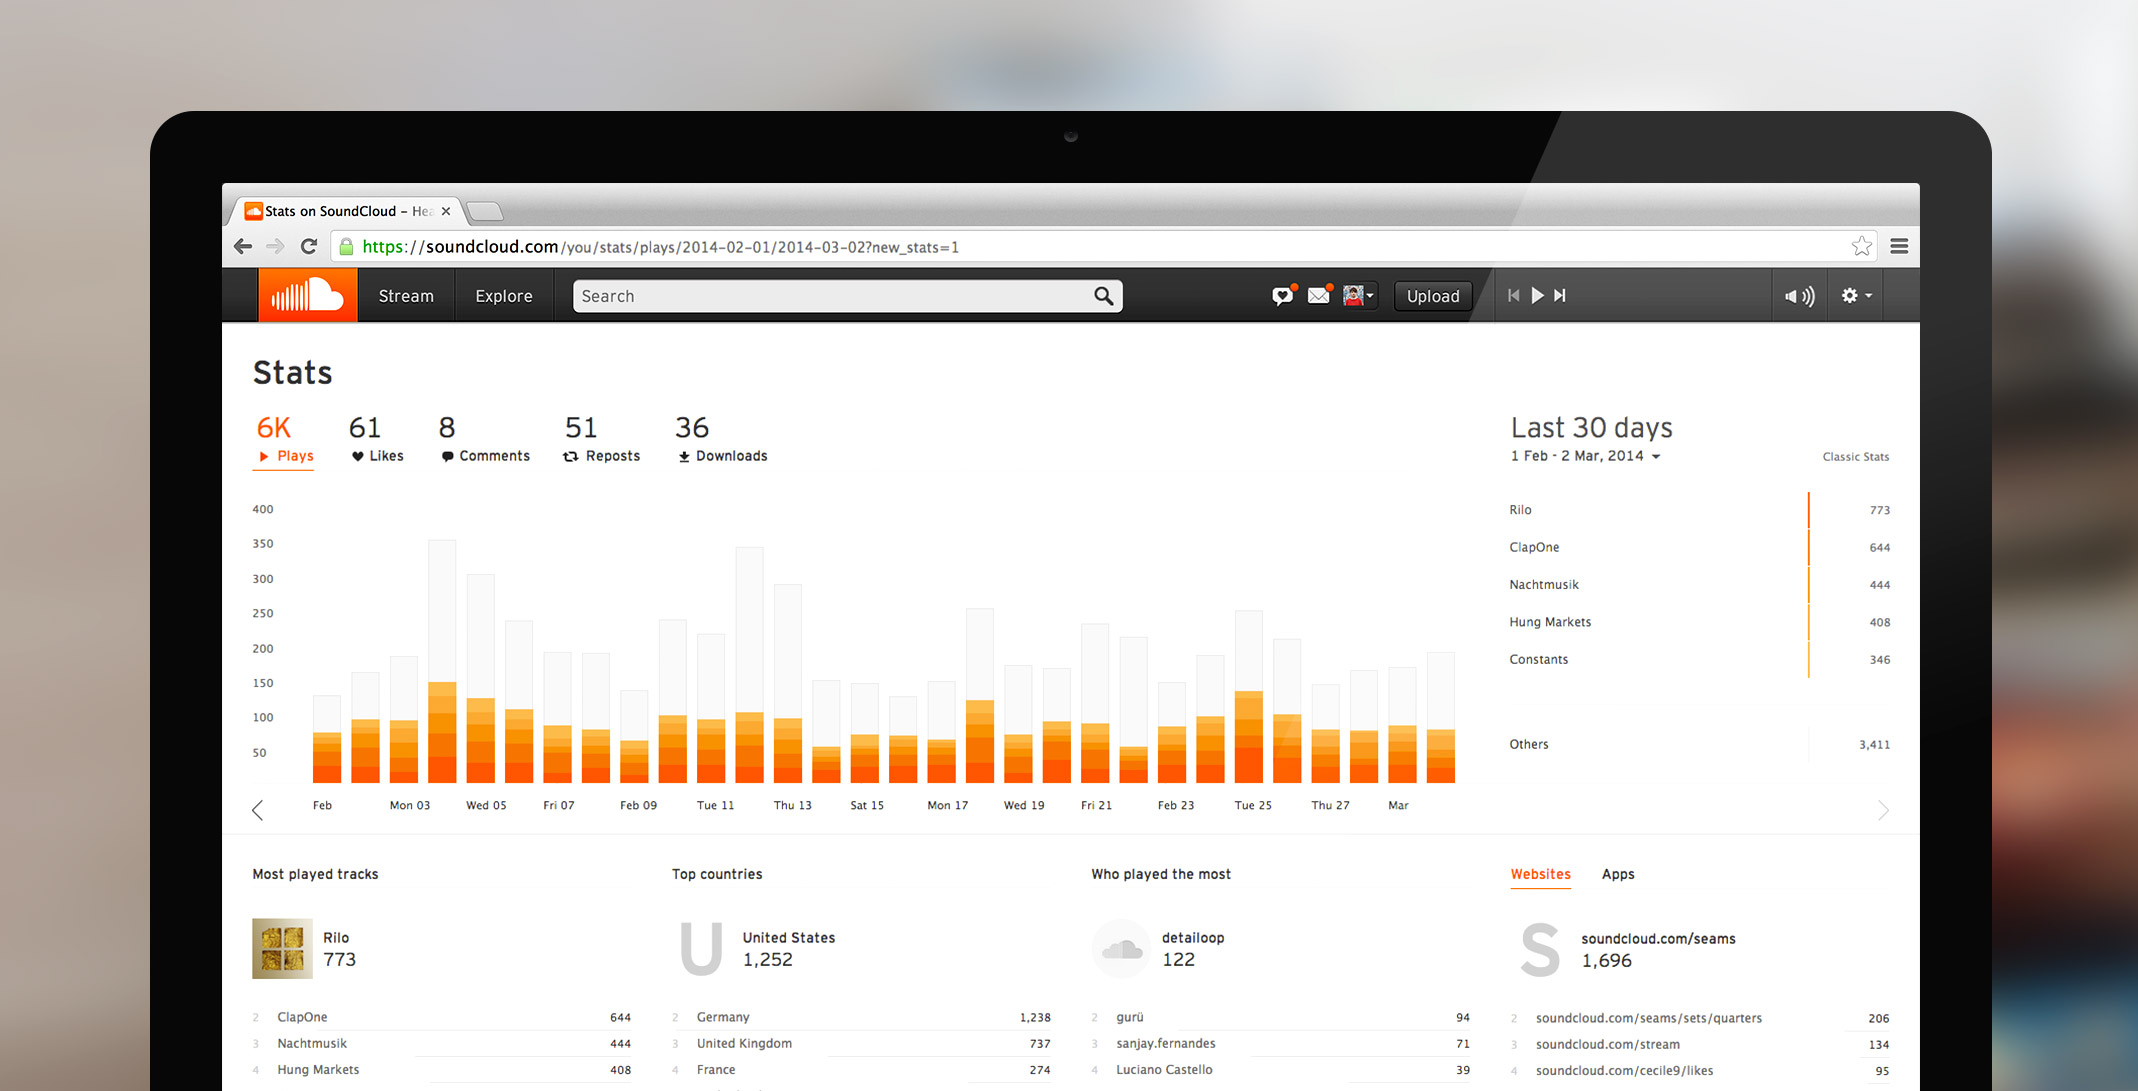 Stats on SoundCloud – Hea
https://soundcloud.com/you/stats/plays/2014-02-01/2014-03-02?new_stats=1
Stream Explore Search Upload
Stats
6K 61 8 51 36
Plays Likes Comments Reposts Downloads
Last 30 days
1 Feb - 2 Mar, 2014 Classic Stats
400
350
300
250
200
150
100
50
Feb Mon 03 Wed 05 Fri 07 Feb 09 Tue 11 Thu 13 Sat 15 Mon 17 Wed 19 Fri 21 Feb 23 Tue 25 Thu 27 Mar
Rilo 773
ClapOne 644
Nachtmusik 444
Hung Markets 408
Constants 346
Others 3,411
Most played tracks
Rilo
773
2 ClapOne 644
3 Nachtmusik 444
4 Hung Markets 408
Top countries
U
United States
1,252
2 Germany 1,238
3 United Kingdom 737
4 France 274
Who played the most
detailoop
122
2 gurü 94
3 sanjay.fernandes 71
4 Luciano Castello 39
Websites Apps
S
soundcloud.com/seams
1,696
2 soundcloud.com/seams/sets/quarters 206
3 soundcloud.com/stream 134
4 soundcloud.com/cecile9/likes 95